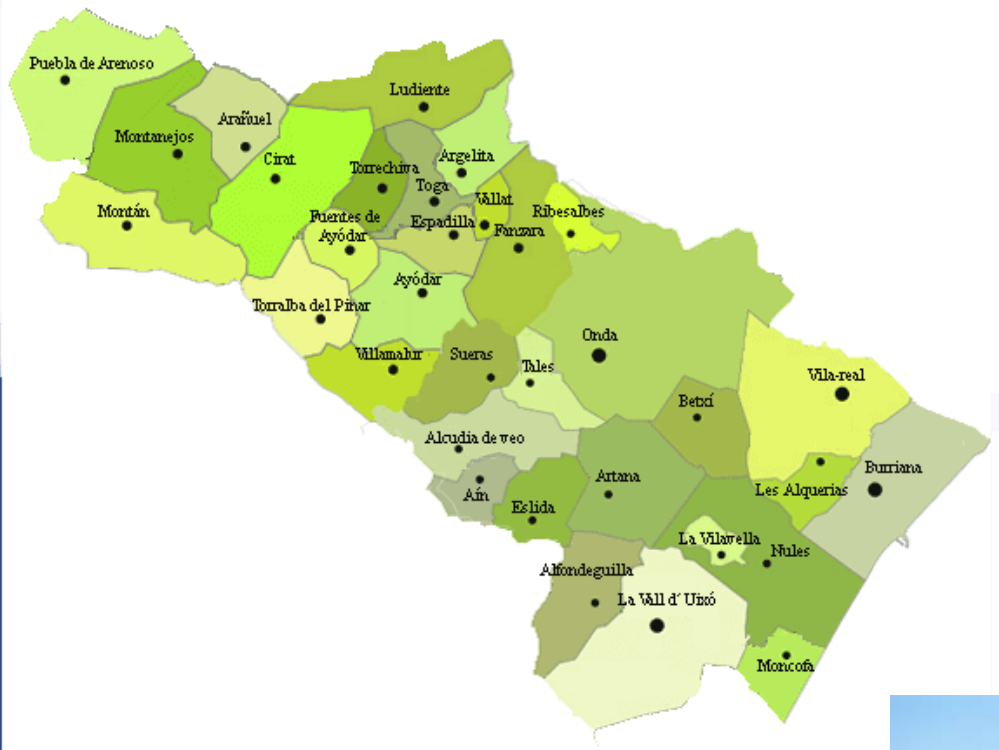 Puebla de Arenoso
Ludiente
Arañuel
Montanejos
Cirat
Argelita
Torrechiva
Toga
Vallat
Montán
Fuentes de
Ayódar
Espadilla
Ribesalbes
Fanzara
Ayódar
Torralba del Pinar
Onda
Villamalur
Sueras
Tales
Vila-real
Betxí
Alcudia de veo
Burriana
Artana
Les Alquerias
Aín
Eslida
La Vilavella
Nules
Alfondeguilla
La Vall d´ Uixó
Moncofa